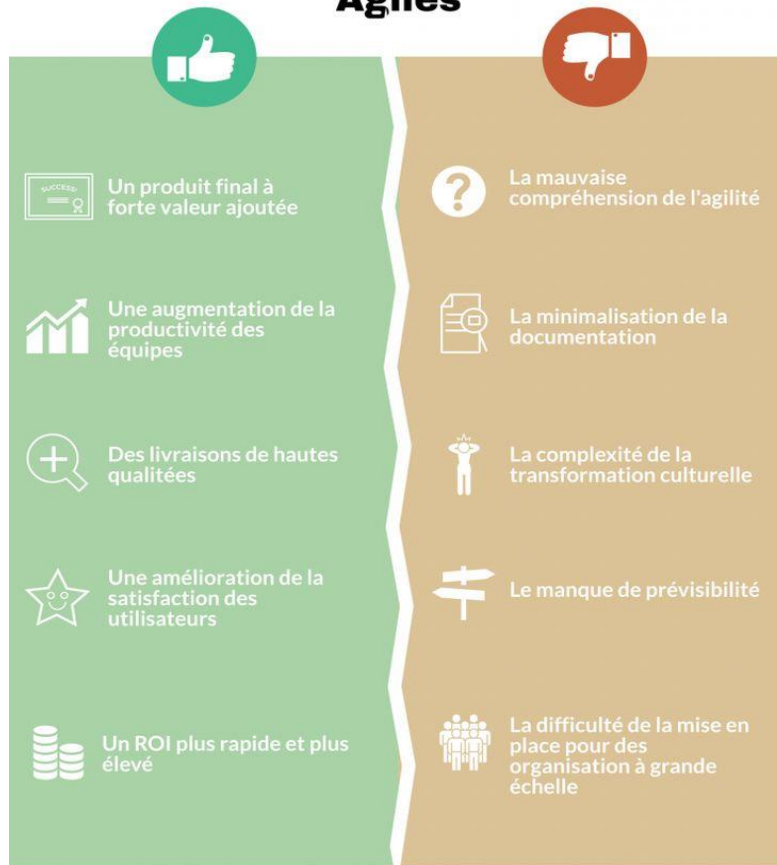 Agiles
SUCCESS!
Un produit final à
forte valeur ajoutée
Une augmentation de la
productivité des
équipes
Des livraisons de hautes
qualitées
Une amélioration de la
satisfaction des
utilisateurs
Un ROI plus rapide et plus
élevé
?
La mauvaise
compréhension de l'agilité
La minimalisation de la
documentation
La complexité de la
transformation culturelle
Le manque de prévisibilité
La difficulté de la mise en
place pour des
organisation à grande
échelle